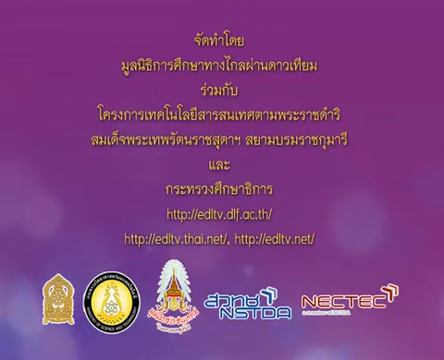 จัดทำโดย
มูลนิธิการศึกษาทางไกลผ่านดาวเทียม
ร่วมกับ
โครงการเทคโนโลยีสารสนเทศตามพระราชดำริ
สมเด็จพระเทพรัตนราชสุดาฯ สยามบรมราชกุมารี
และ
กระทรวงศึกษาธิการ
http://edltv.dlf.ac.th/
http://edltv.thai.net/, http://edltv.net/
สวทช NECTEC
NSTDA a member of NSTDA